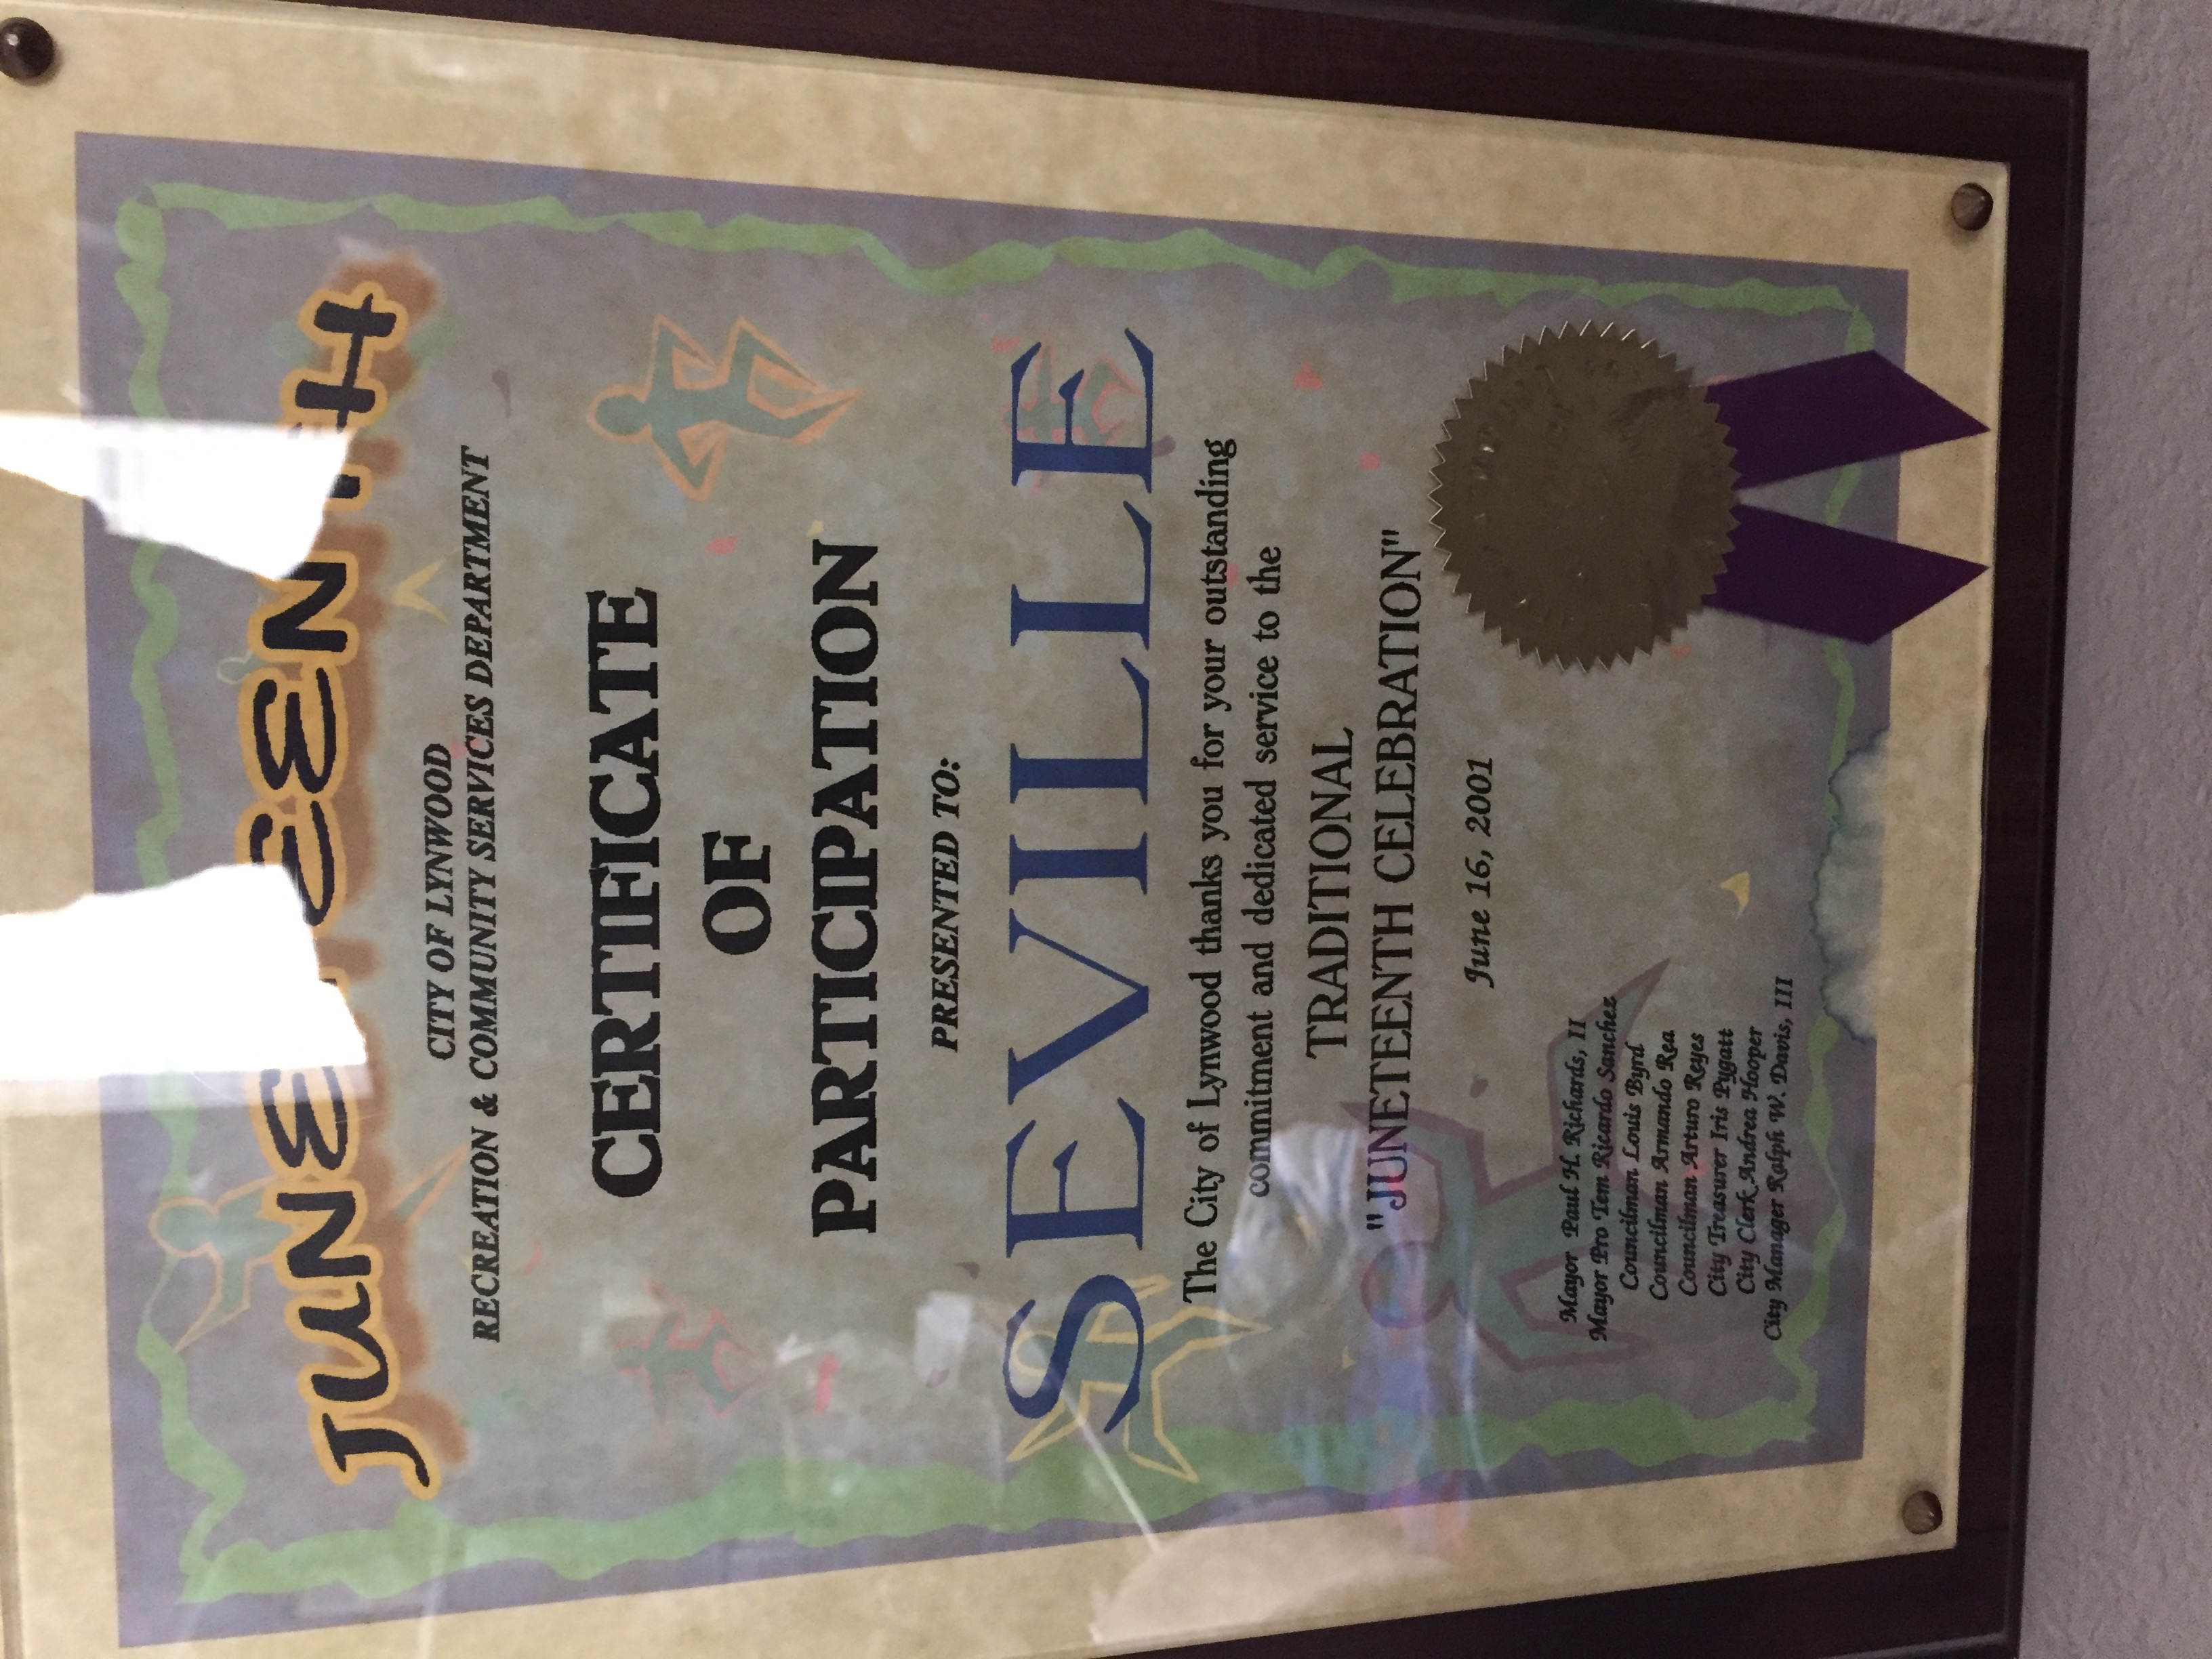 JUNETEENTH
CITY OF LYNWOOD
RECREATION & COMMUNITY SERVICES DEPARTMENT
CERTIFICATE
OF
PARTICIPATION
PRESENTED TO:
SEVILLE
The City of Lynwood thanks you for your outstanding
commitment and dedicated service to the
TRADITIONAL
"JUNETEENTH CELEBRATION"
June 16, 2001
Mayor Paul H. Richards, II
Mayor Pro Tem Ricardo Sanchez
Councilman Louis Byrd
Councilman Armando Rea
Councilman Arturo Reyes
City Treasurer Iris Pygatt
City Clerk Andrea Hooper
City Manager Ralph W. Davis, III